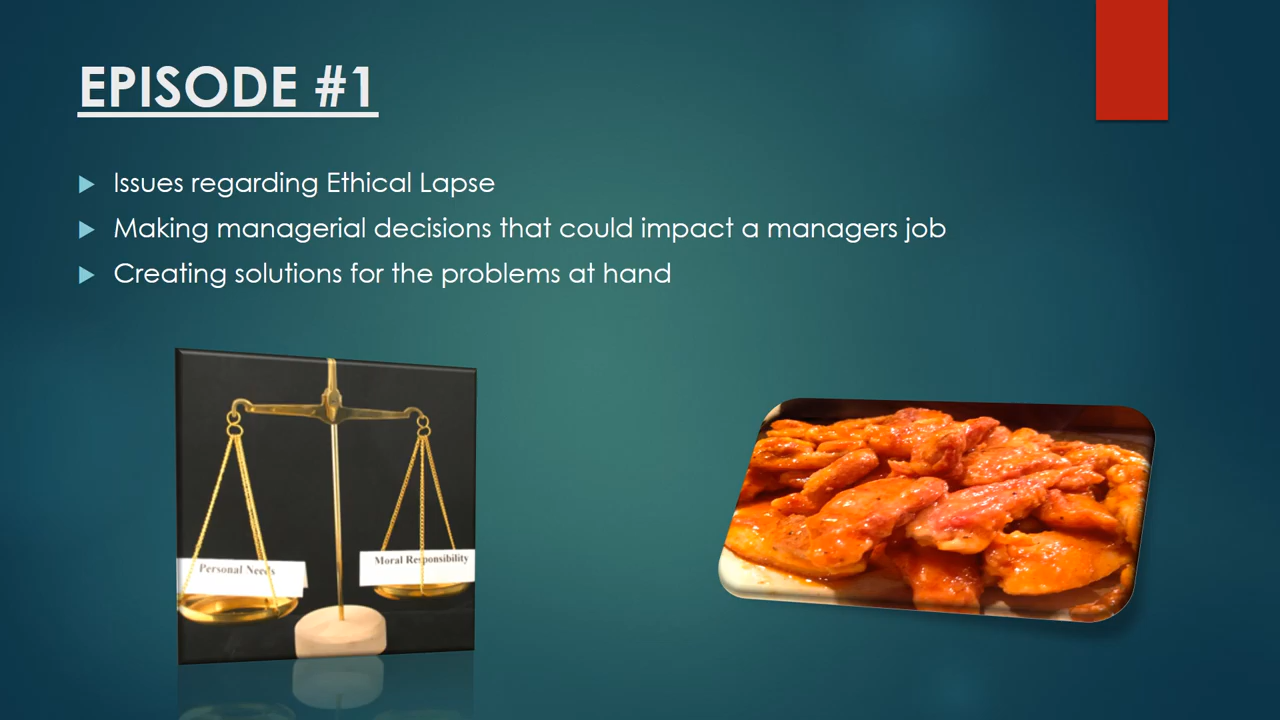 EPISODE #1
Issues regarding Ethical Lapse
Making managerial decisions that could impact a managers job
Creating solutions for the problems at hand
Personal Needs
Moral Responsibility